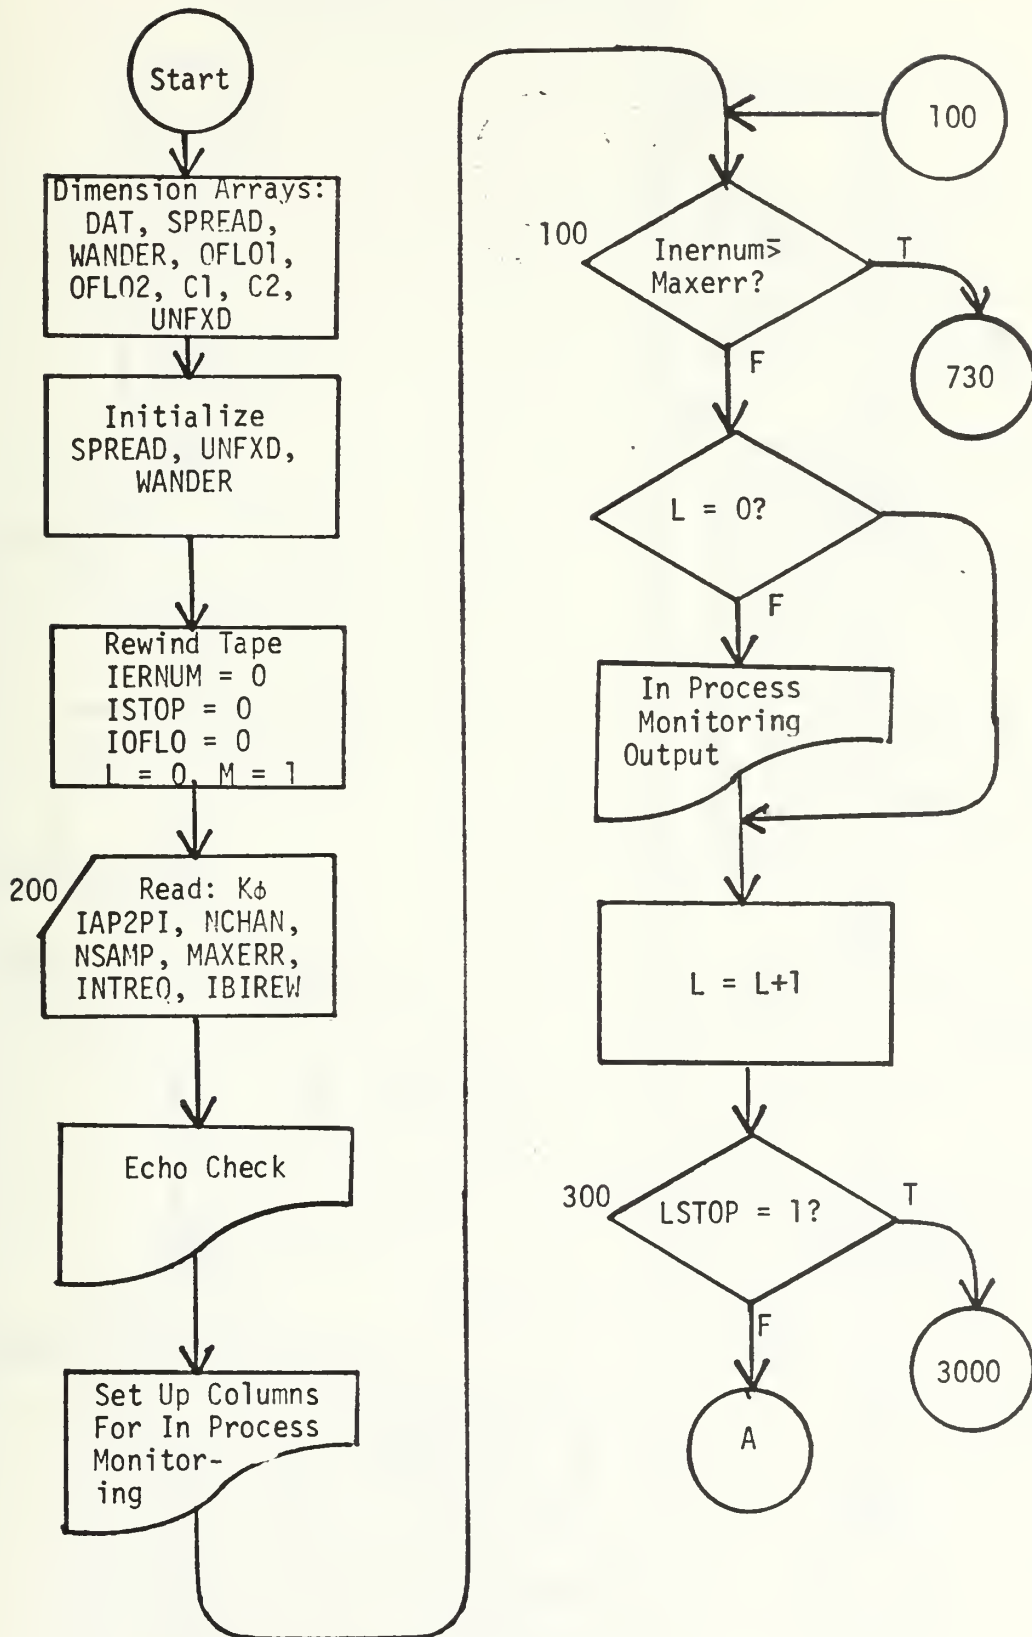 Start
Dimension Arrays:
DAT, SPREAD,
WANDER, OFLO1,
OFLO2, C1, C2,
UNFXD
Initialize
SPREAD, UNFXD,
WANDER
Rewind Tape
IERNUM = 0
ISTOP = 0
IOFLO = 0
L = 0, M = 1
200
Read: Kϕ
IAP2PI, NCHAN,
NSAMP, MAXERR,
INTREQ, IBIREW
Echo Check
Set Up Columns
For In Process
Monitor-
ing
100
100
Inernum≥
Maxerr?
T
730
F
L = 0?
F
In Process
Monitoring
Output
L = L+1
300
LSTOP = 1?
T
3000
F
A